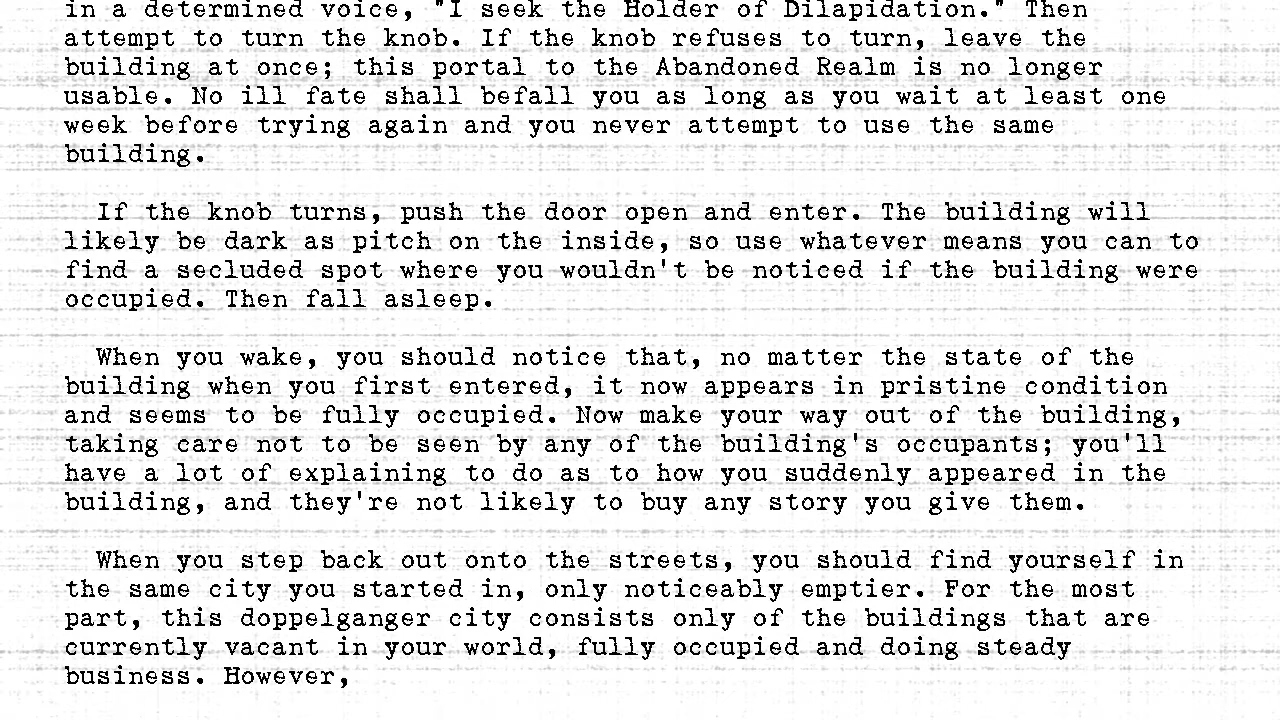 in a determined voice, "I seek the Holder of Dilapidation." Then
attempt to turn the knob. If the knob refuses to turn, leave the
building at once; this portal to the Abandoned Realm is no longer
usable. No ill fate shall befall you as long as you wait at least one
week before trying again and you never attempt to use the same
building.
If the knob turns, push the door open and enter. The building will
likely be dark as pitch on the inside, so use whatever means you can to
find a secluded spot where you wouldn't be noticed if the building were
occupied. Then fall asleep.
When you wake, you should notice that, no matter the state of the
building when you first entered, it now appears in pristine condition
and seems to be fully occupied. Now make your way out of the building,
taking care not to be seen by any of the building's occupants; you'll
have a lot of explaining to do as to how you suddenly appeared in the
building, and they're not likely to buy any story you give them.
When you step back out onto the streets, you should find yourself in
the same city you started in, only noticeably emptier. For the most
part, this doppelganger city consists only of the buildings that are
currently vacant in your world, fully occupied and doing steady
business. However,